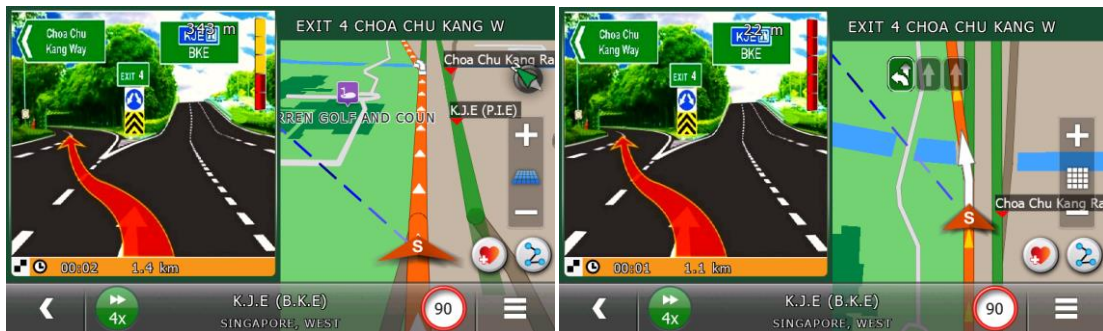 EXIT 4 CHOA CHU KANG W
Choa Chu
Kang Way
343 m
KJE
BKE
EXIT 4
Choa Chu Kang Ra
K.J.E (P.I.E)
RREN GOLF AND COUN
+
−
S
00:02 1.4 km
4x
K.J.E (B.K.E)
SINGAPORE, WEST
90
EXIT 4 CHOA CHU KANG W
Choa Chu
Kang Way
22 m
KJE
BKE
EXIT 4
+
Choa Chu Kang Ra
−
S
00:01 1.1 km
4x
K.J.E (B.K.E)
SINGAPORE, WEST
90